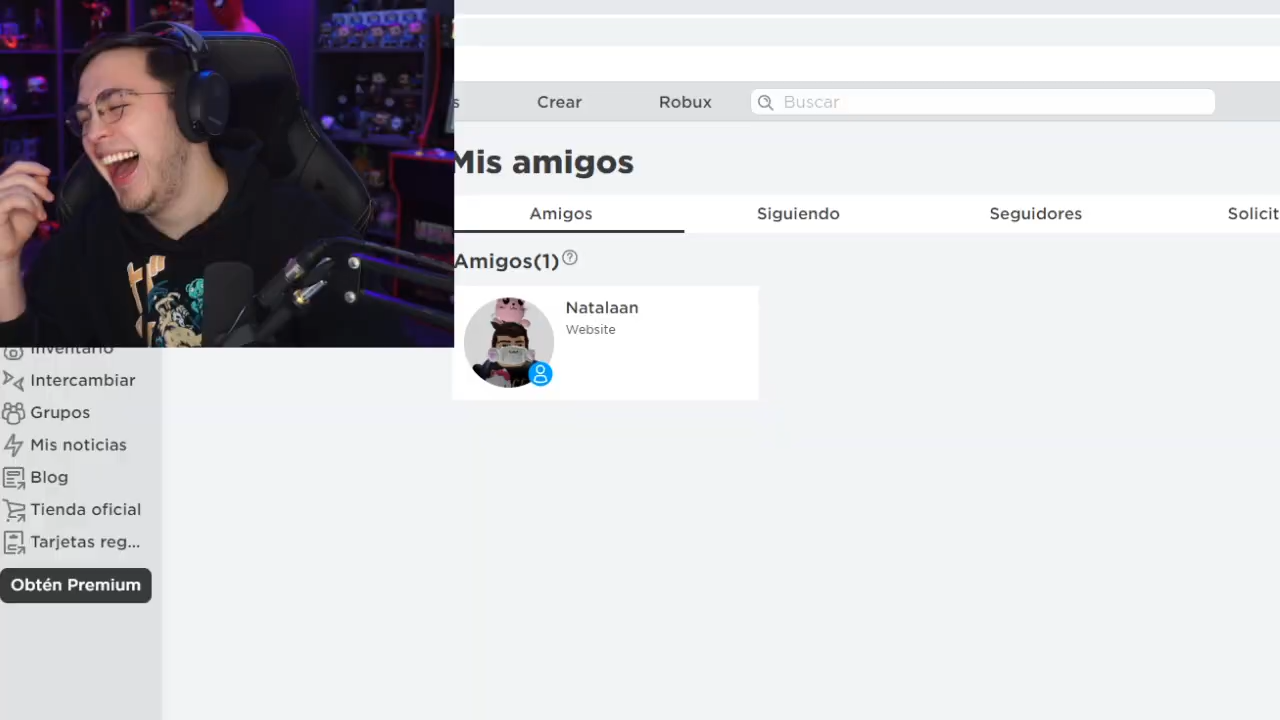 s
Crear
Robux
Buscar
Mis amigos
Amigos
Siguiendo
Seguidores
Solicit
Amigos(1)
Natalaan
Website
Inventario
Intercambiar
Grupos
Mis noticias
Blog
Tienda oficial
Tarjetas reg...
Obtén Premium